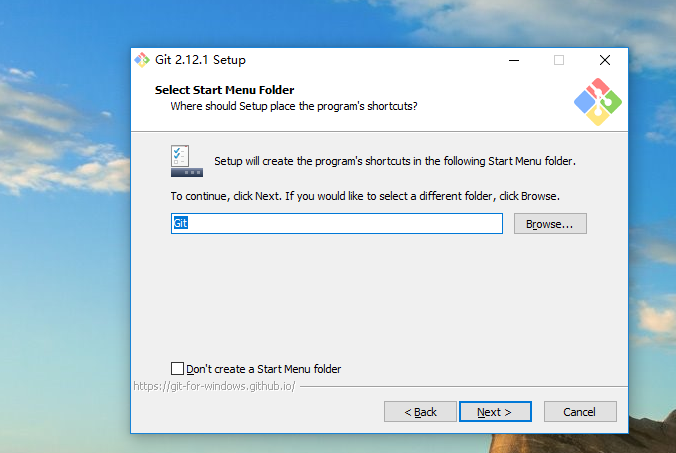 Git 2.12.1 Setup
Select Start Menu Folder
Where should Setup place the program's shortcuts?
Setup will create the program's shortcuts in the following Start Menu folder.
To continue, click Next. If you would like to select a different folder, click Browse.
Git
Browse...
Don't create a Start Menu folder
https://git-for-windows.github.io/
< Back
Next >
Cancel